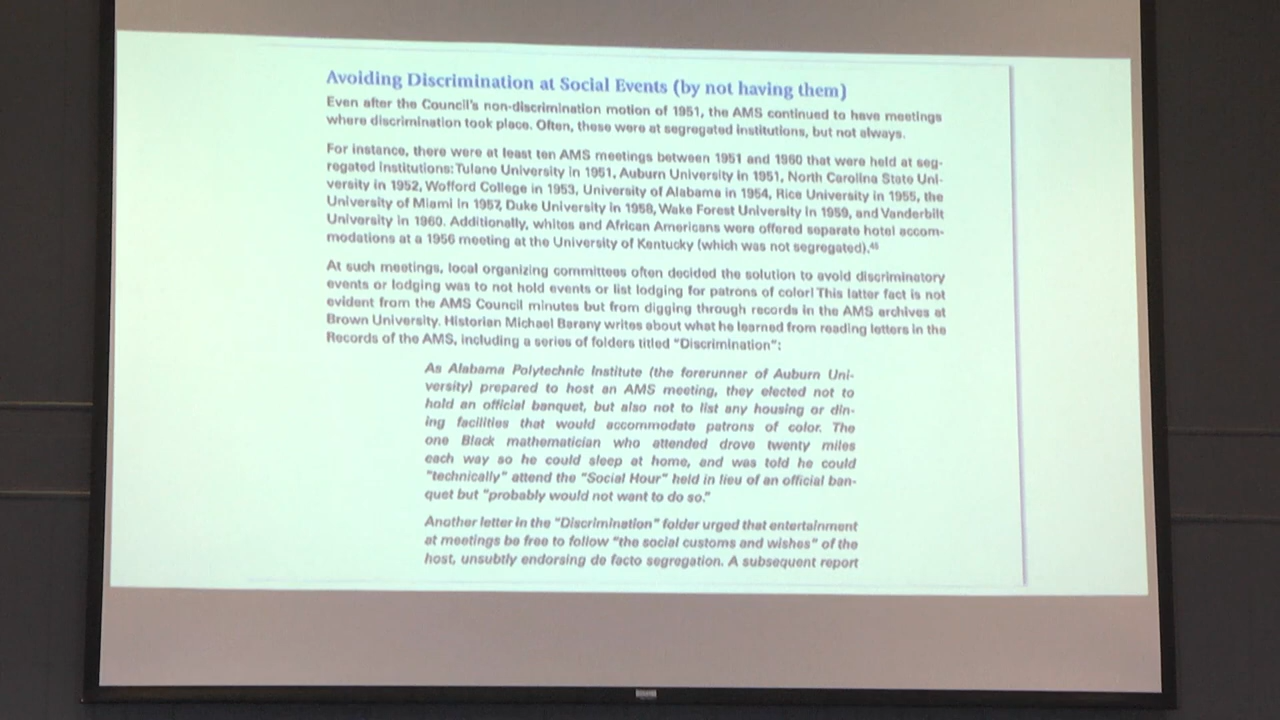 Avoiding Discrimination at Social Events (by not having them)
Even after the Council's non-discrimination motion of 1951, the AMS continued to have meetings
where discrimination took place. Often, these were at segregated institutions, but not always.
For instance, there were at least ten AMS meetings between 1951 and 1960 that were held at seg-
regated institutions: Tulane University in 1951, Auburn University in 1951, North Carolina State Uni-
versity in 1952, Wofford College in 1953, University of Alabama in 1954, Rice University in 1955, the
University of Miami in 1957, Duke University in 1958, Wake Forest University in 1959, and Vanderbilt
University in 1960. Additionally, whites and African Americans were offered separate hotel accom-
modations at a 1956 meeting at the University of Kentucky (which was not segregated).
At such meetings, local organizing committees often decided the solution to avoid discriminatory
events or lodging was to not hold events or list lodging for patrons of color! This latter fact is not
evident from the AMS Council minutes but from digging through records in the AMS archives at
Brown University. Historian Michael Barany writes about what he learned from reading letters in the
Records of the AMS, including a series of folders titled "Discrimination":
As Alabama Polytechnic Institute (the forerunner of Auburn Uni-
versity) prepared to host an AMS meeting, they elected not to
hold an official banquet, but also not to list any housing or din-
ing facilities that would accommodate patrons of color. The
one Black mathematician who attended drove twenty miles
each way so he could sleep at home, and was told he could
"technically" attend the "Social Hour" held in lieu of an official ban-
quet but "probably would not want to do so."
Another letter in the "Discrimination" folder urged that entertainment
at meetings be free to follow "the social customs and wishes" of the
host, unsubtly endorsing de facto segregation. A subsequent report